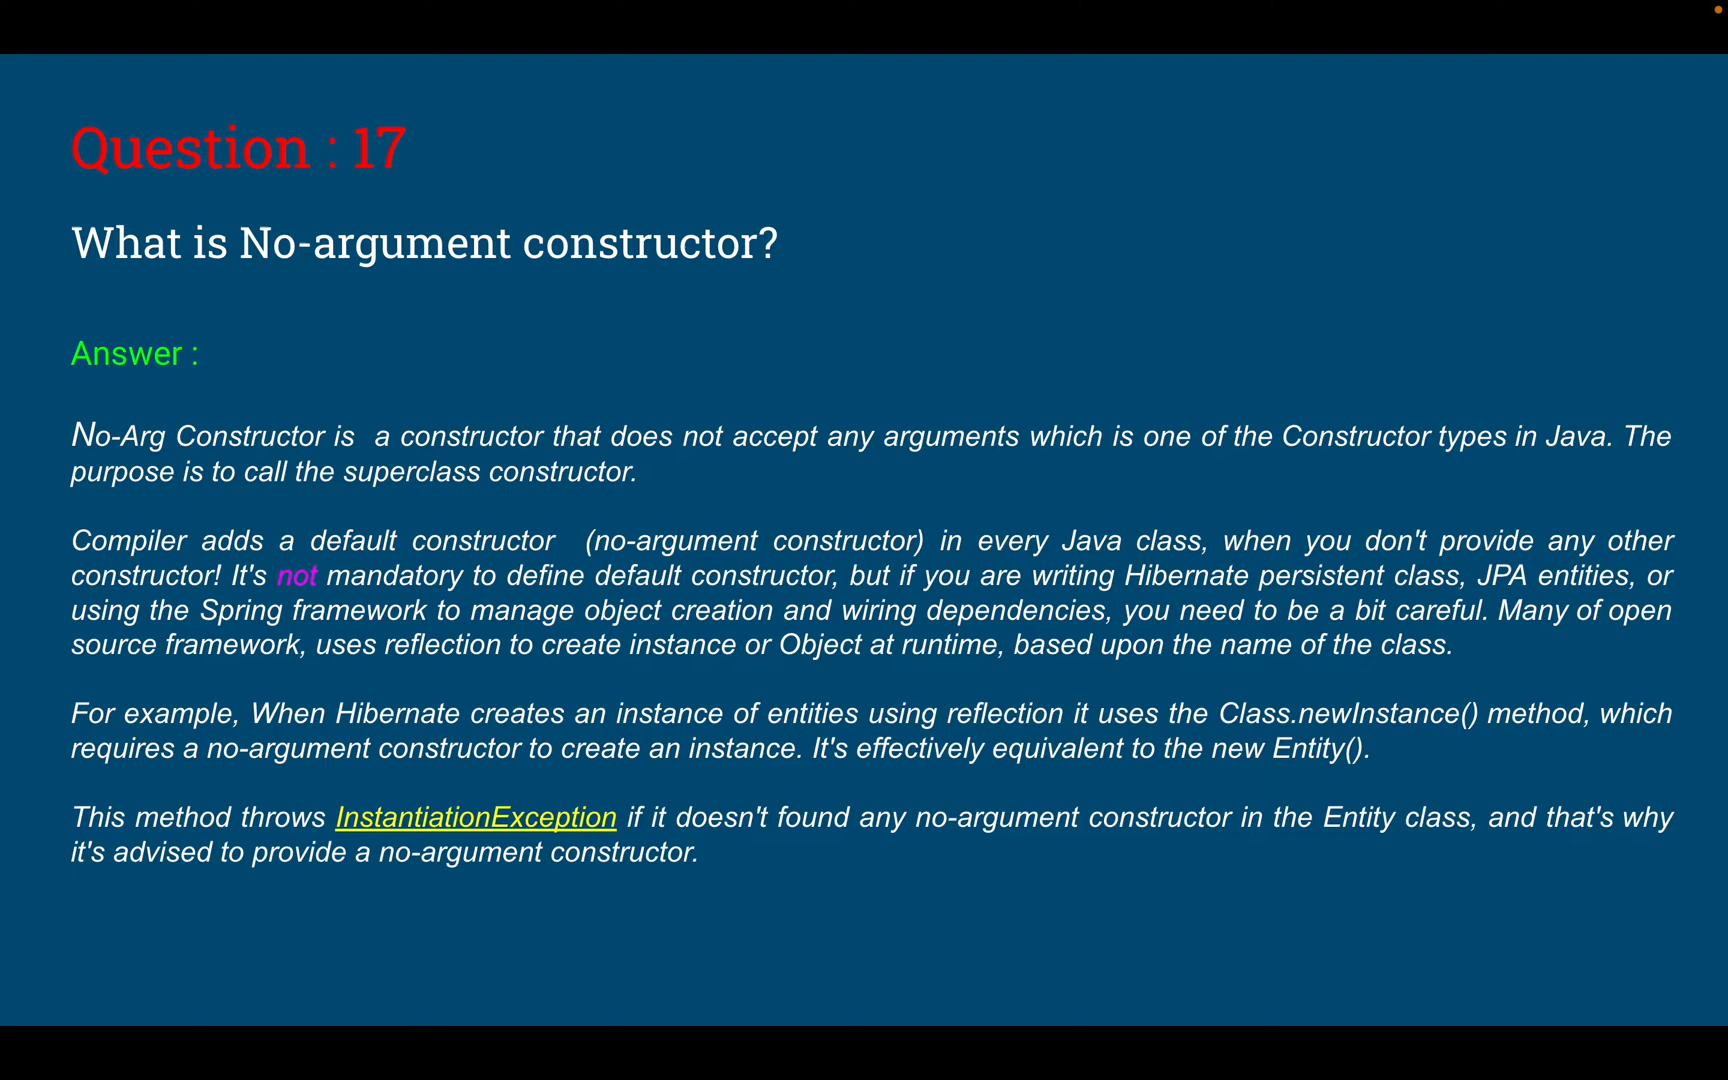 Question : 17
What is No-argument constructor?
Answer :
No-Arg Constructor is  a constructor that does not accept any arguments which is one of the Constructor types in Java. The
purpose is to call the superclass constructor.
Compiler adds a default constructor  (no-argument constructor) in every Java class, when you don't provide any other
constructor! It's not mandatory to define default constructor, but if you are writing Hibernate persistent class, JPA entities, or
using the Spring framework to manage object creation and wiring dependencies, you need to be a bit careful. Many of open
source framework, uses reflection to create instance or Object at runtime, based upon the name of the class.
For example, When Hibernate creates an instance of entities using reflection it uses the Class.newInstance() method, which
requires a no-argument constructor to create an instance. It's effectively equivalent to the new Entity().
This method throws InstantiationException if it doesn't found any no-argument constructor in the Entity class, and that's why
it's advised to provide a no-argument constructor.